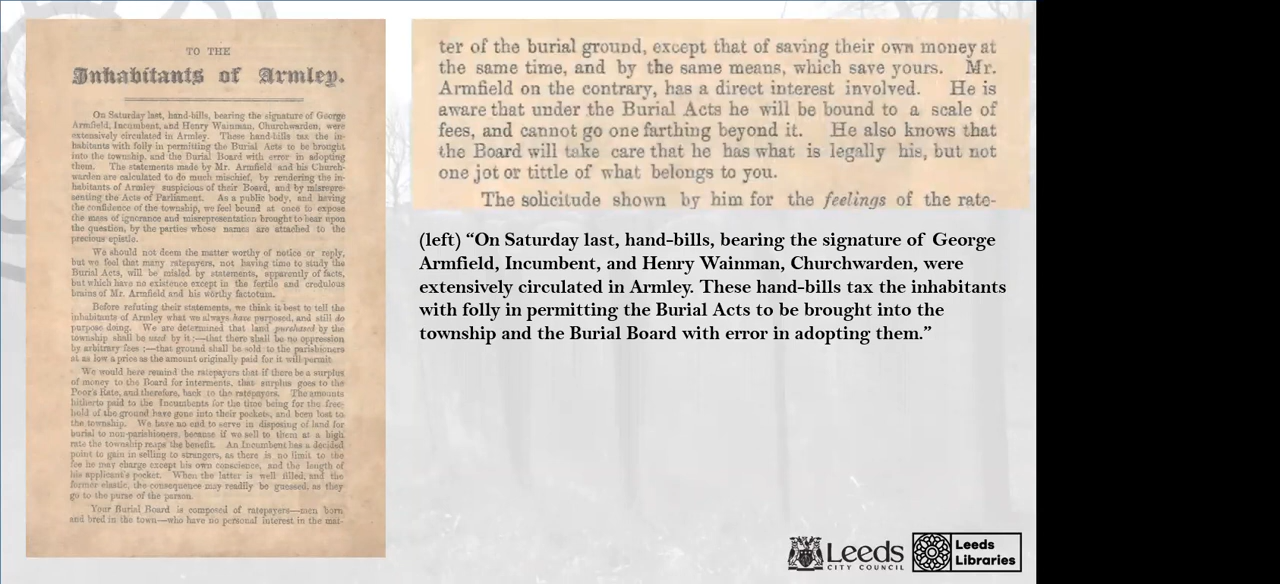 TO THE
Inhabitants of Armley.
On Saturday last, hand-bills, bearing the signature of George
Armfield, Incumbent, and Henry Wainman, Churchwarden, were
extensively circulated in Armley. These hand-bills tax the in-
habitants with folly in permitting the Burial Acts to be brought
into the township, and the Burial Board with error in adopting
them. The statements made by Mr. Armfield and his Church-
warden are calculated to do much mischief, by rendering the in-
habitants of Armley suspicious of their Board, and by misrepre-
senting the Acts of Parliament. As a public body, and having
the confidence of the township, we feel bound at once to expose
the mass of ignorance and misrepresentation brought to bear upon
the question, by the parties whose names are attached to the
precious epistle.
We should not deem the matter worthy of notice or reply,
but we feel that many ratepayers, not having time to study the
Burial Acts, will be misled by statements, apparently of facts,
but which have no existence except in the fertile and credulous
brains of Mr. Armfield and his worthy factotum.
Before refuting their statements, we think it best to tell the
inhabitants of Armley what we always have purposed, and still do
purpose doing. We are determined that land purchased by the
township shall be used by it;—that there shall be no oppression
by arbitrary fees;—that ground shall be sold to the parishioners
at as low a price as the amount originally paid for it will permit.
We would here remind the ratepayers that if there be a surplus
of money to the Board for interments, that surplus goes to the
Poor's Rate, and therefore, back to the ratepayers. The amounts
hitherto paid to the Incumbents for the time being for the free-
hold of the ground have gone into their pockets, and been lost to
the township. We have no end to serve in disposing of land for
burial to non-parishioners, because if we sell to them at a high
rate the township reaps the benefit. An Incumbent has a decided
point to gain in selling to strangers, as there is no limit to the
fee he may charge except his own conscience, and the length of
his applicant's pocket. When the latter is well filled, and the
former elastic, the consequence may readily be guessed, as they
go to the purse of the parson.
Your Burial Board is composed of ratepayers—men born
and bred in the town—who have no personal interest in the mat-
ter of the burial ground, except that of saving their own money at
the same time, and by the same means, which save yours. Mr.
Armfield on the contrary, has a direct interest involved. He is
aware that under the Burial Acts he will be bound to a scale of
fees, and cannot go one farthing beyond it. He also knows that
the Board will take care that he has what is legally his, but not
one jot or tittle of what belongs to you.
The solicitude shown by him for the feelings of the rate-
(left) “On Saturday last, hand-bills, bearing the signature of George
Armfield, Incumbent, and Henry Wainman, Churchwarden, were
extensively circulated in Armley. These hand-bills tax the inhabitants
with folly in permitting the Burial Acts to be brought into the
township and the Burial Board with error in adopting them.”
Leeds
CITY COUNCIL
Leeds
Libraries